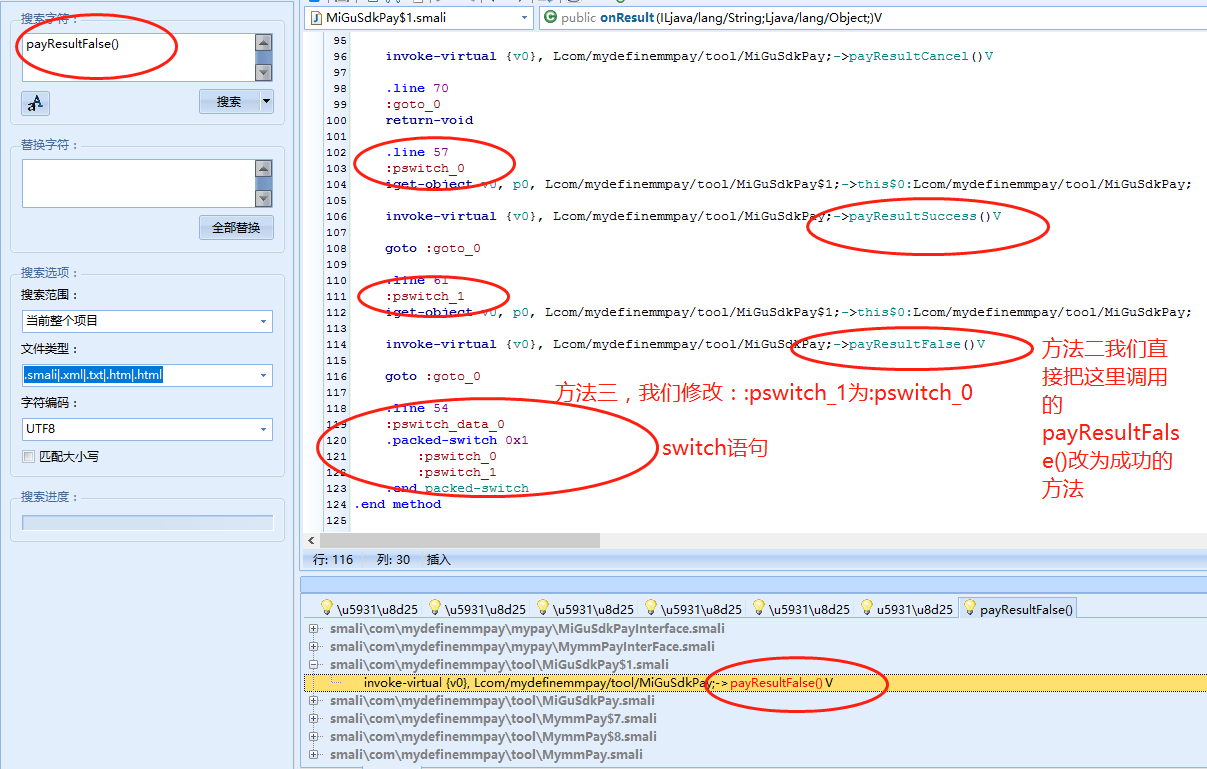 搜索字符：
payResultFalse()
搜索
替换字符：
全部替换
搜索选项：
搜索范围：
当前整个项目
文件类型：
.smali|.xml|.txt|.htm|.html
字符编码：
UTF8
匹配大小写
搜索进度：
MiGuSdkPay$1.smali
public onResult(ILjava/lang/String;Ljava/lang/Object;)V
95
96 invoke-virtual {v0}, Lcom/mydefinemmpay/tool/MiGuSdkPay;->payResultCancel()V
97
98 .line 70
99 :goto_0
100 return-void
101
102 .line 57
103 :pswitch_0
104 iget-object v0, p0, Lcom/mydefinemmpay/tool/MiGuSdkPay$1;->this$0:Lcom/mydefinemmpay/tool/MiGuSdkPay;
105
106 invoke-virtual {v0}, Lcom/mydefinemmpay/tool/MiGuSdkPay;->payResultSuccess()V
107
108 goto :goto_0
109
110 .line 61
111 :pswitch_1
112 iget-object v0, p0, Lcom/mydefinemmpay/tool/MiGuSdkPay$1;->this$0:Lcom/mydefinemmpay/tool/MiGuSdkPay;
113
114 invoke-virtual {v0}, Lcom/mydefinemmpay/tool/MiGuSdkPay;->payResultFalse()V
115
116 goto :goto_0
117
118 .line 54
119 :pswitch_data_0
120 .packed-switch 0x1
121 :pswitch_0
122 :pswitch_1
123 .end packed-switch
124 .end method
125
方法三，我们修改：:pswitch_1为:pswitch_0
switch语句
方法二我们直
接把这里调用
的
payResultFals
e()改为成功的
方法
行: 116 列: 30 插入
\u5931\u8d25 \u5931\u8d25 \u5931\u8d25 \u5931\u8d25 \u5931\u8d25 u5931\u8d25 payResultFalse()
smali\com\mydefinemmpay\mypay\MiGuSdkPayInterface.smali
smali\com\mydefinemmpay\mypay\MymmPayInterFace.smali
smali\com\mydefinemmpay\tool\MiGuSdkPay$1.smali
invoke-virtual {v0}, Lcom/mydefinemmpay/tool/MiGuSdkPay;->payResultFalse()V
smali\com\mydefinemmpay\tool\MiGuSdkPay.smali
smali\com\mydefinemmpay\tool\MymmPay$7.smali
smali\com\mydefinemmpay\tool\MymmPay$8.smali
smali\com\mydefinemmpay\tool\MymmPay.smali